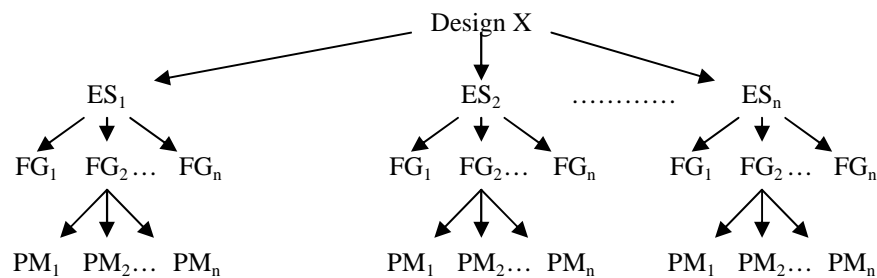 Design X
ES₁ ES₂ ………… ESₙ
FG₁ FG₂… FGₙ FG₁ FG₂… FGₙ FG₁ FG₂… FGₙ
PM₁ PM₂… PMₙ PM₁ PM₂… PMₙ PM₁ PM₂… PMₙ